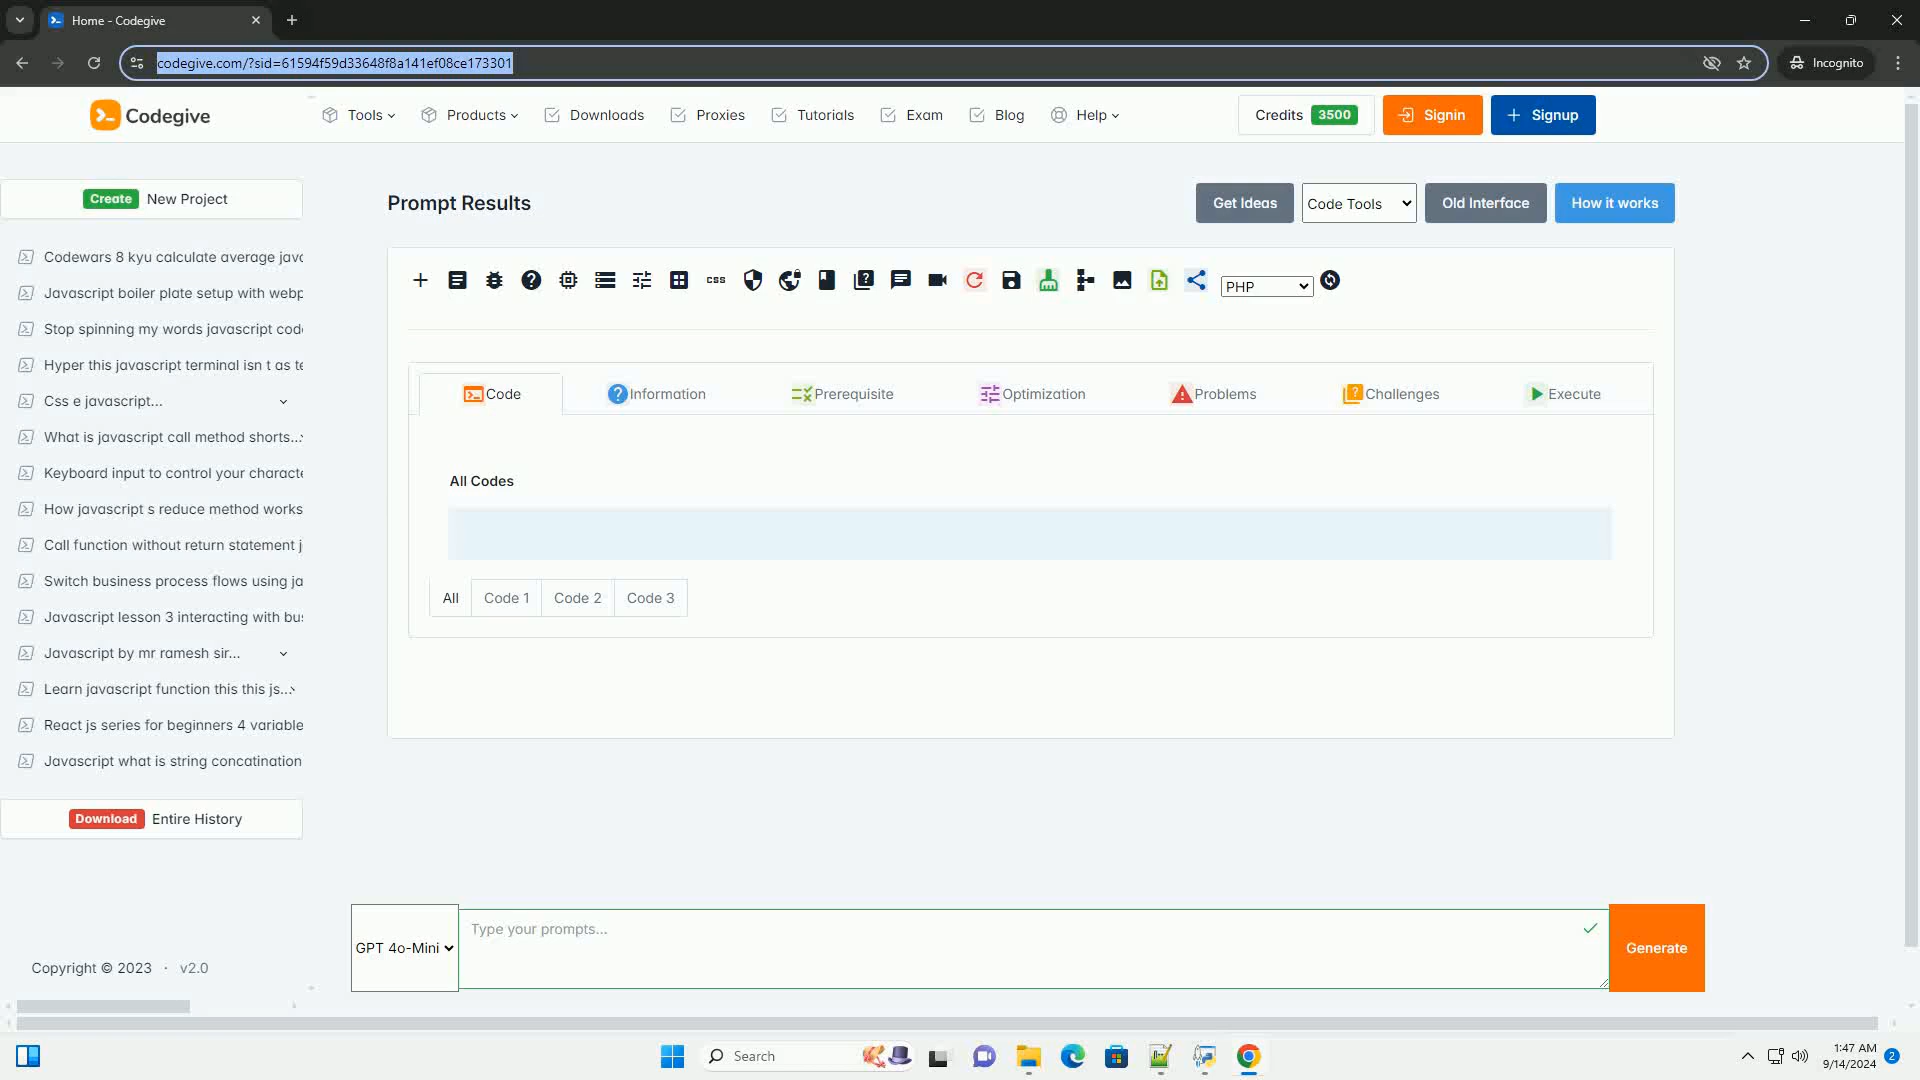 Home - Codegive
codegive.com/?sid=61594f59d33648f8a141ef08ce173301
Incognito
Codegive
Tools
Products
Downloads
Proxies
Tutorials
Exam
Blog
Help
Credits 3500
Signin
Signup
Create New Project
Codewars 8 kyu calculate average java
Javascript boiler plate setup with webp
Stop spinning my words javascript cod
Hyper this javascript terminal isn t as te
Css e javascript...
What is javascript call method shorts...
Keyboard input to control your characte
How javascript s reduce method works
Call function without return statement j
Switch business process flows using ja
Javascript lesson 3 interacting with bu
Javascript by mr ramesh sir...
Learn javascript function this this js...
React js series for beginners 4 variable
Javascript what is string concatination
Download Entire History
Copyright © 2023 · v2.0
Prompt Results
Get Ideas
Code Tools
Old Interface
How it works
css
PHP
Code
Information
Prerequisite
Optimization
Problems
Challenges
Execute
All Codes
All
Code 1
Code 2
Code 3
GPT 4o-Mini
Type your prompts...
Generate
Search
1:47 AM
9/14/2024
2